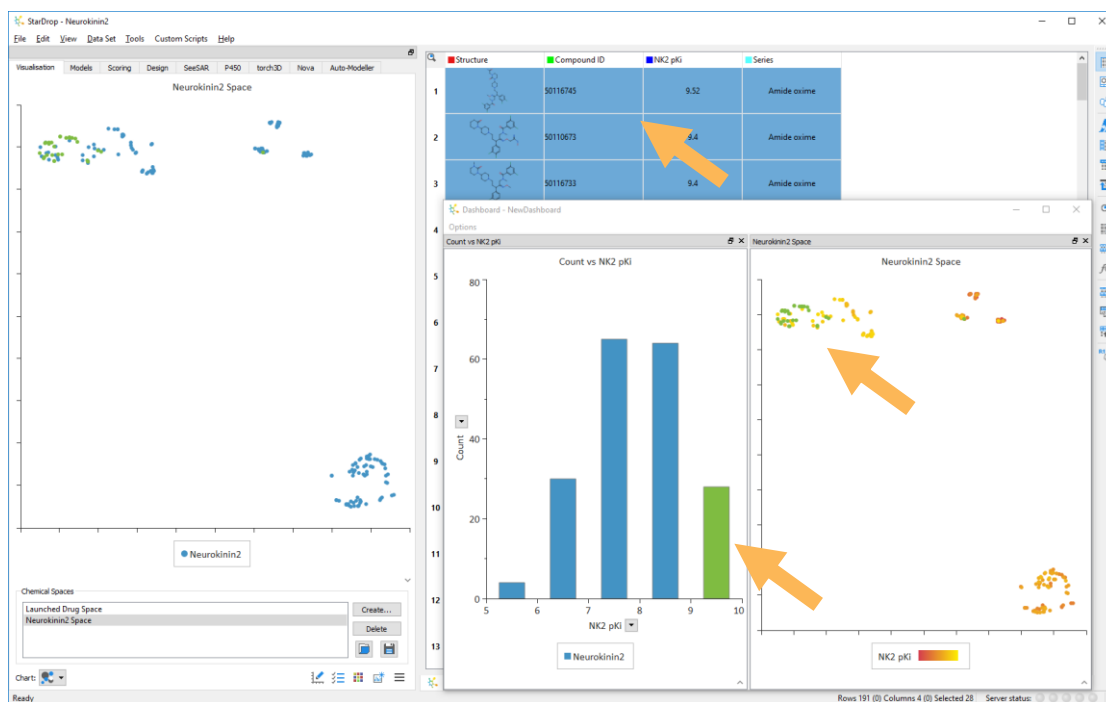 StarDrop - Neurokinin2
File Edit View Data Set Tools Custom Scripts Help
Visualisation Models Scoring Design SeeSAR P450 torch3D Nova Auto-Modeller
Neurokinin2 Space
Neurokinin2
Chemical Spaces
Launched Drug Space
Neurokinin2 Space
Create...
Delete
Chart:
Ready
Structure Compound ID NK2 pKi Series
1 50116745 9.52 Amide oxime
2 50110673 9.4 Amide oxime
3 50116733 9.4 Amide oxime
4
5
6
7
8
9
10
11
12
13
Dashboard - NewDashboard
Options
Count vs NK2 pKi
Count vs NK2 pKi
80
60
40
20
0
Count
5 6 7 8 9 10
NK2 pKi
Neurokinin2
Neurokinin2 Space
Neurokinin2 Space
NK2 pKi
Rows 191 (0) Columns 4 (0) Selected 28 Server status: